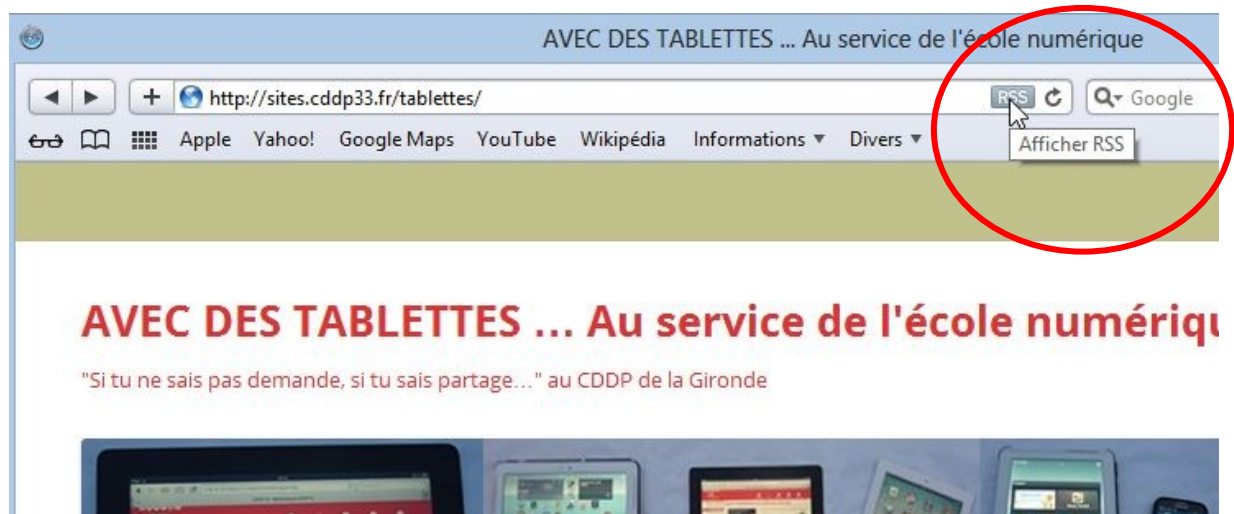 AVEC DES TABLETTES ... Au service de l'école numérique
http://sites.cddp33.fr/tablettes/ RSS Google
Apple Yahoo! Google Maps YouTube Wikipédia Informations Divers
Afficher RSS
AVEC DES TABLETTES ... Au service de l'école numériqu
"Si tu ne sais pas demande, si tu sais partage..." au CDDP de la Gironde